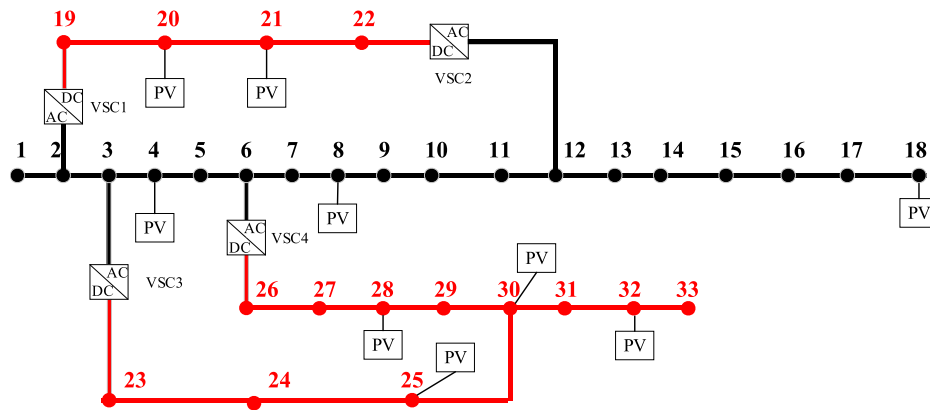 19 20 21 22
AC
DC
VSC2
PV PV
DC
AC
VSC1
1 2 3 4 5 6 7 8 9 10 11 12 13 14 15 16 17 18
PV PV PV
AC
DC
VSC4
AC
DC
VSC3
PV
26 27 28 29 30 31 32 33
PV PV
PV
23 24 25